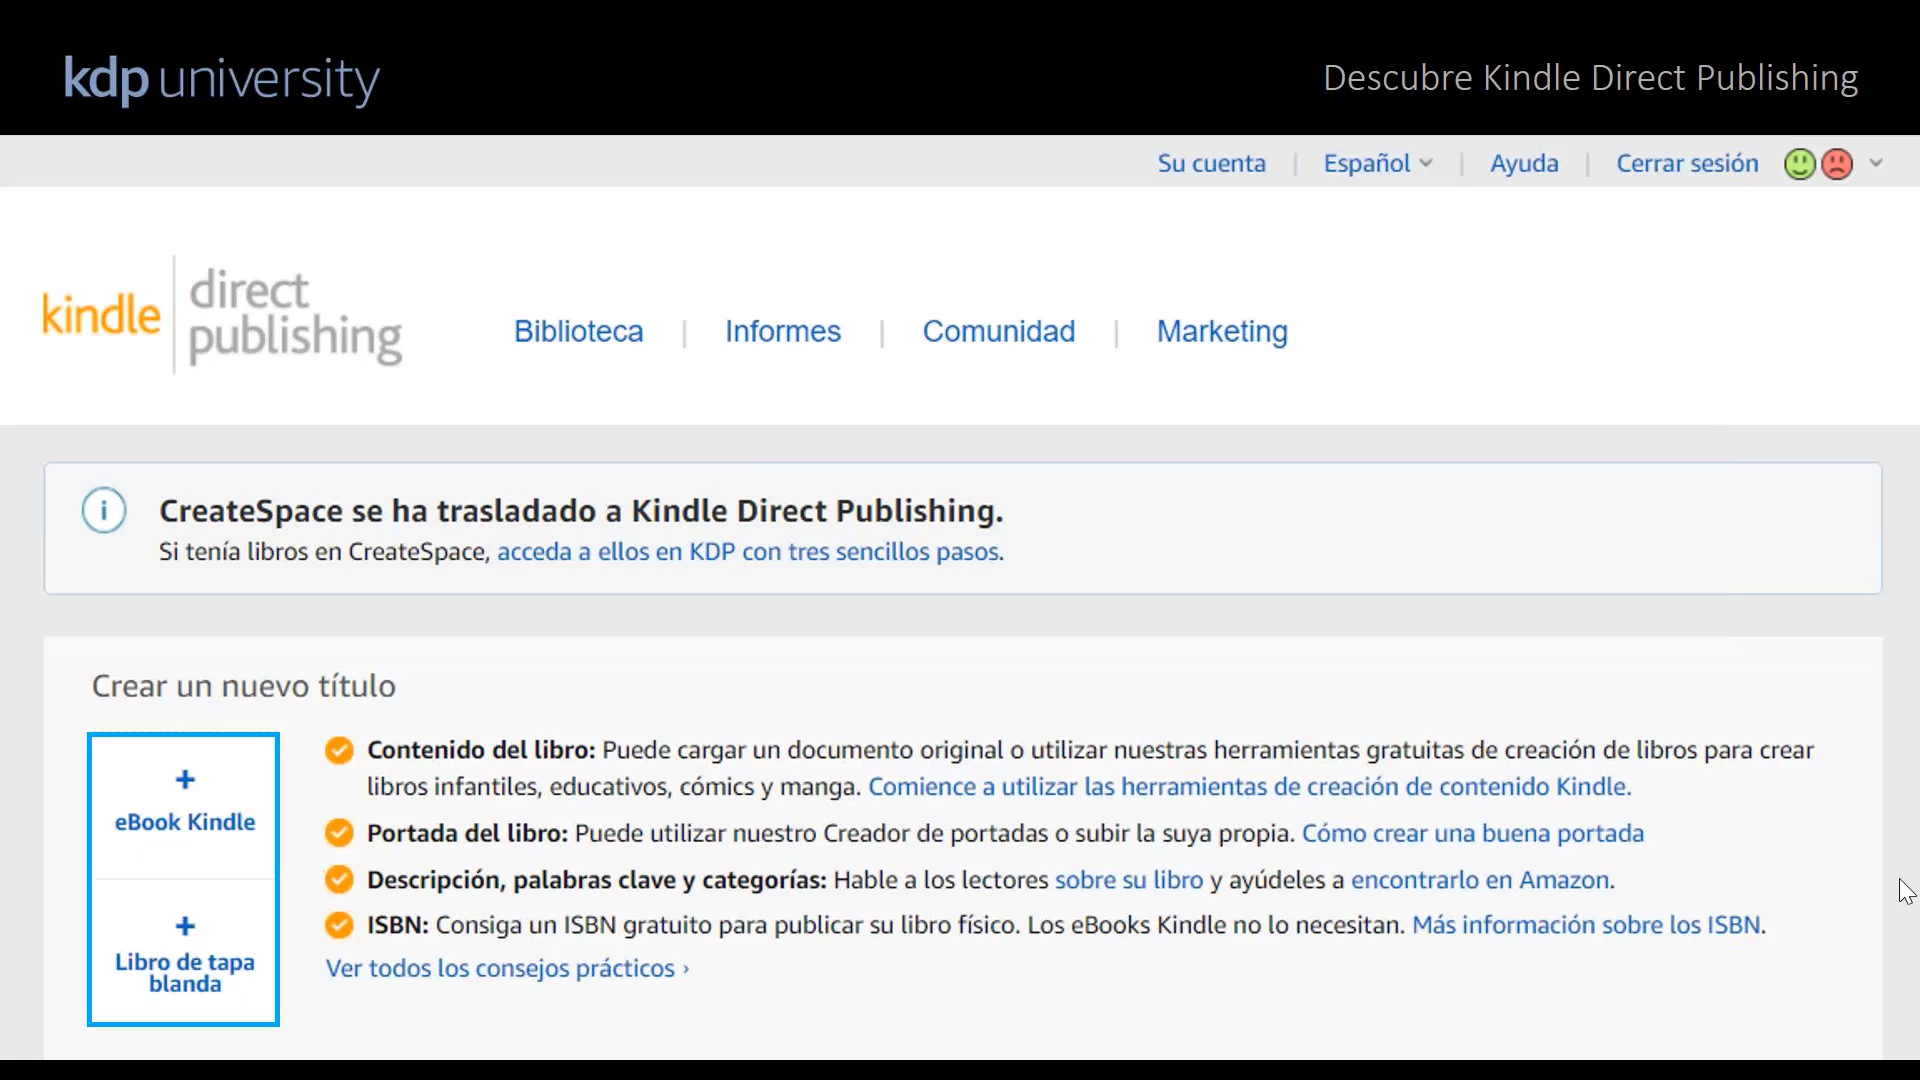 kdp university
Descubre Kindle Direct Publishing
Su cuenta | Español | Ayuda | Cerrar sesión
kindle direct publishing
Biblioteca | Informes | Comunidad | Marketing
CreateSpace se ha trasladado a Kindle Direct Publishing.
Si tenía libros en CreateSpace, acceda a ellos en KDP con tres sencillos pasos.
Crear un nuevo título
+
eBook Kindle
+
Libro de tapa
blanda
Contenido del libro: Puede cargar un documento original o utilizar nuestras herramientas gratuitas de creación de libros para crear
libros infantiles, educativos, cómics y manga. Comience a utilizar las herramientas de creación de contenido Kindle.
Portada del libro: Puede utilizar nuestro Creador de portadas o subir la suya propia. Cómo crear una buena portada
Descripción, palabras clave y categorías: Hable a los lectores sobre su libro y ayúdeles a encontrarlo en Amazon.
ISBN: Consiga un ISBN gratuito para publicar su libro físico. Los eBooks Kindle no lo necesitan. Más información sobre los ISBN.
Ver todos los consejos prácticos ›